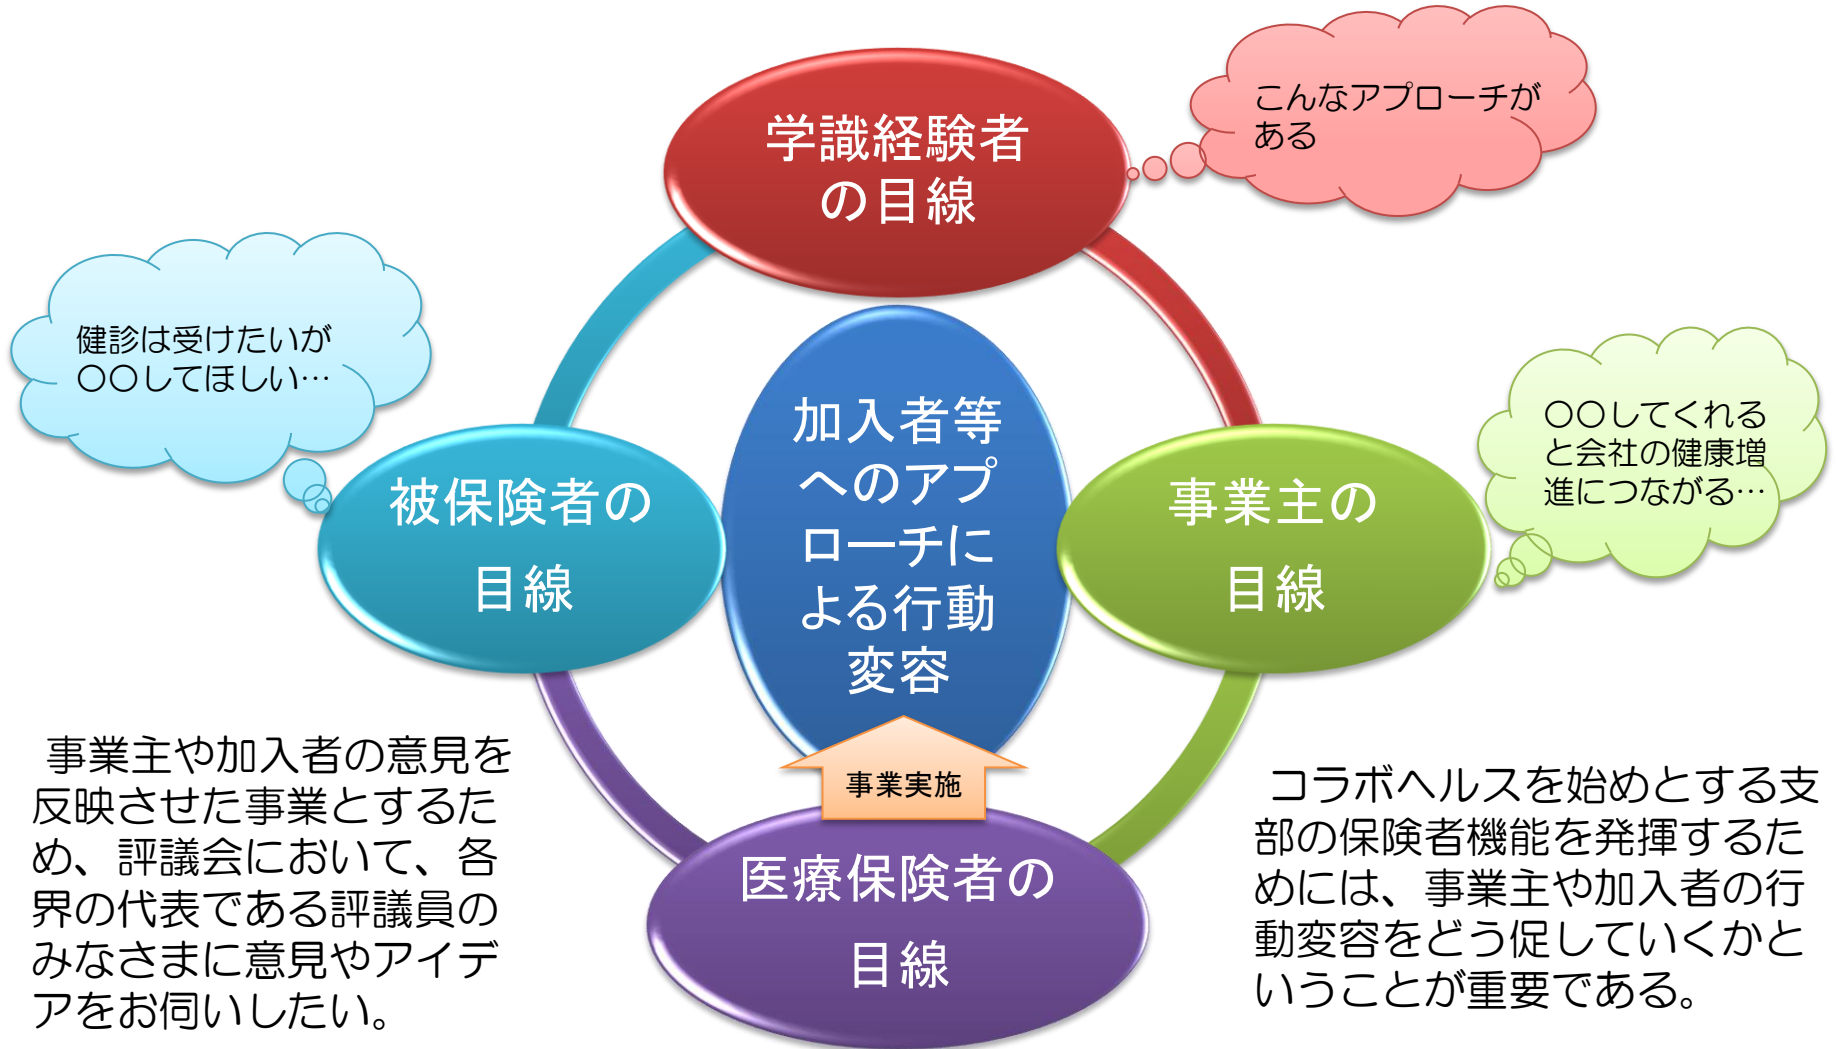 学識経験者
の目線
こんなアプローチが
ある
健診は受けたいが
〇〇してほしい…
被保険者の
目線
加入者等
へのアプ
ローチに
よる行動
変容
事業主の
目線
〇〇してくれる
と会社の健康増
進につながる…
事業実施
医療保険者の
目線
事業主や加入者の意見を
反映させた事業とするた
め、評議会において、各
界の代表である評議員の
みなさまに意見やアイデ
アをお伺いしたい。
コラボヘルスを始めとする支
部の保険者機能を発揮するた
めには、事業主や加入者の行
動変容をどう促していくかと
いうことが重要である。